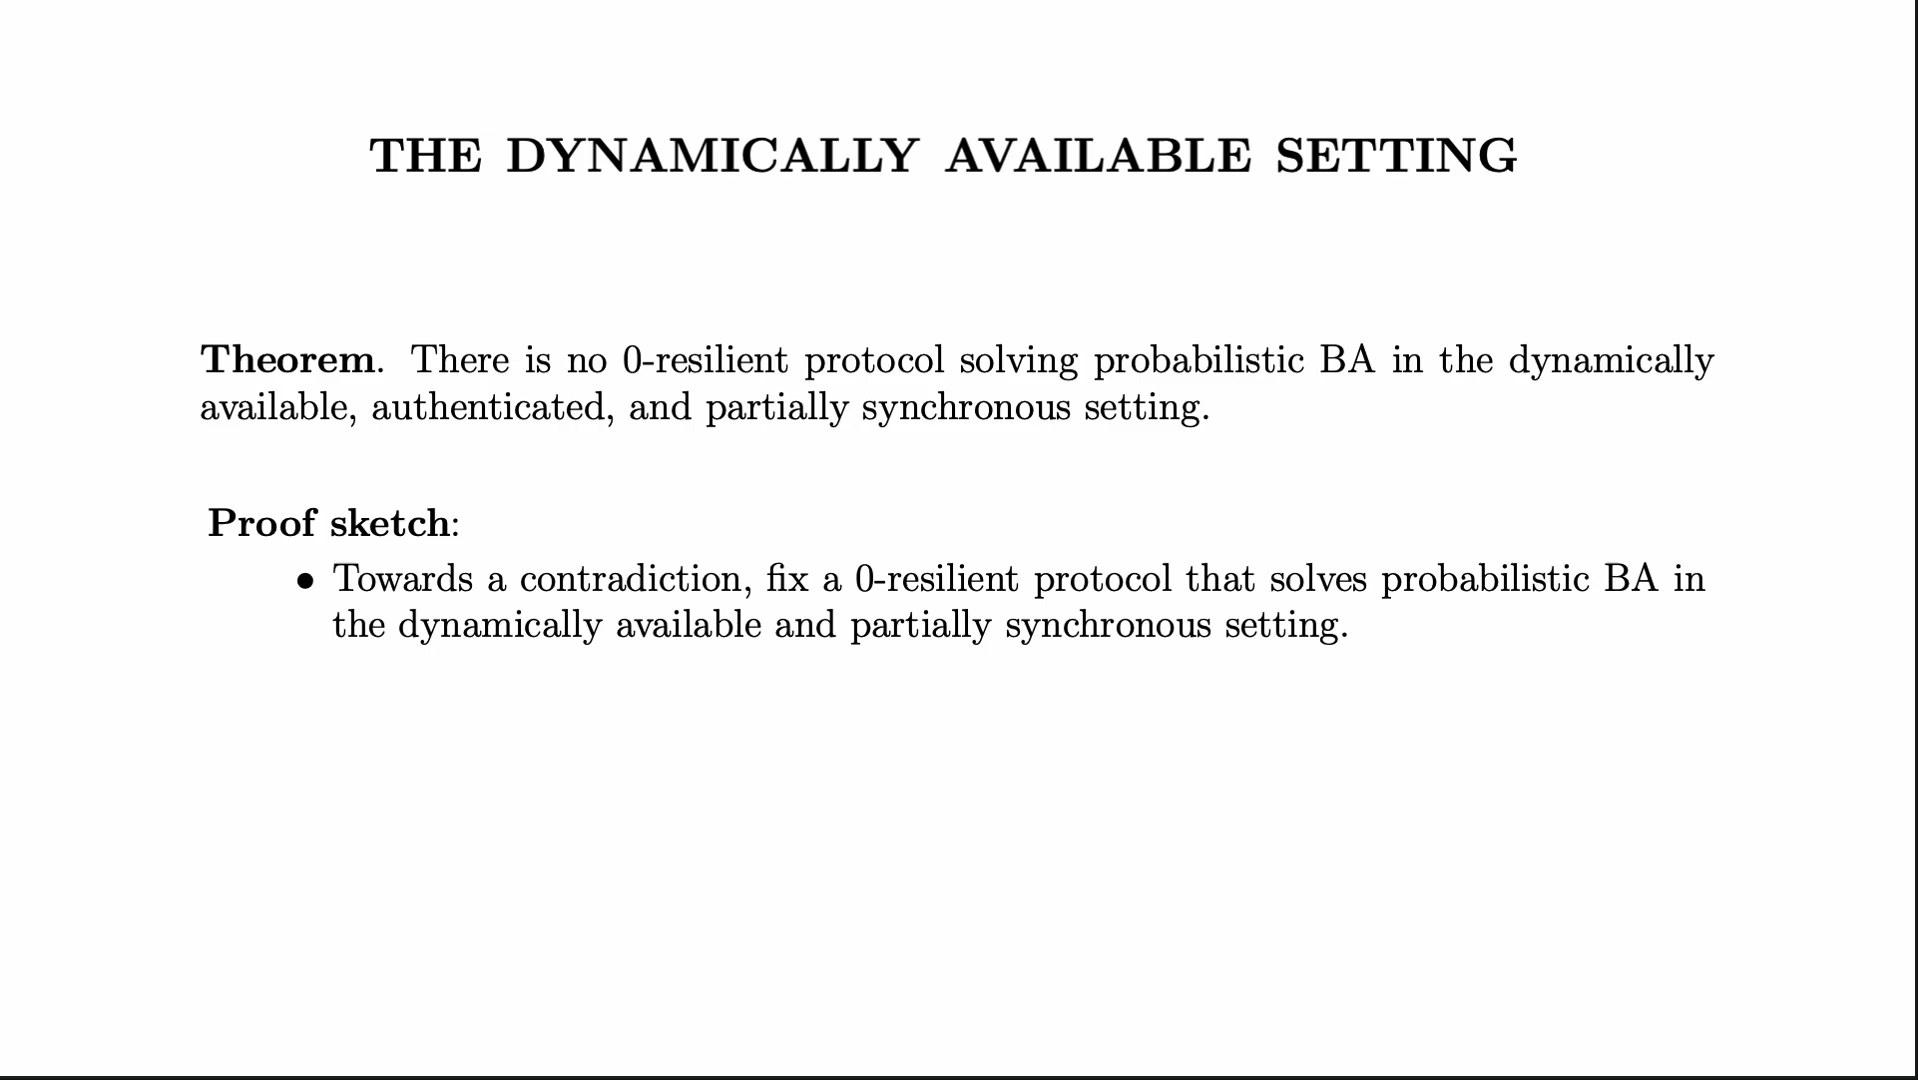 THE DYNAMICALLY AVAILABLE SETTING
Theorem. There is no 0-resilient protocol solving probabilistic BA in the dynamically
available, authenticated, and partially synchronous setting.
Proof sketch:
• Towards a contradiction, fix a 0-resilient protocol that solves probabilistic BA in
the dynamically available and partially synchronous setting.